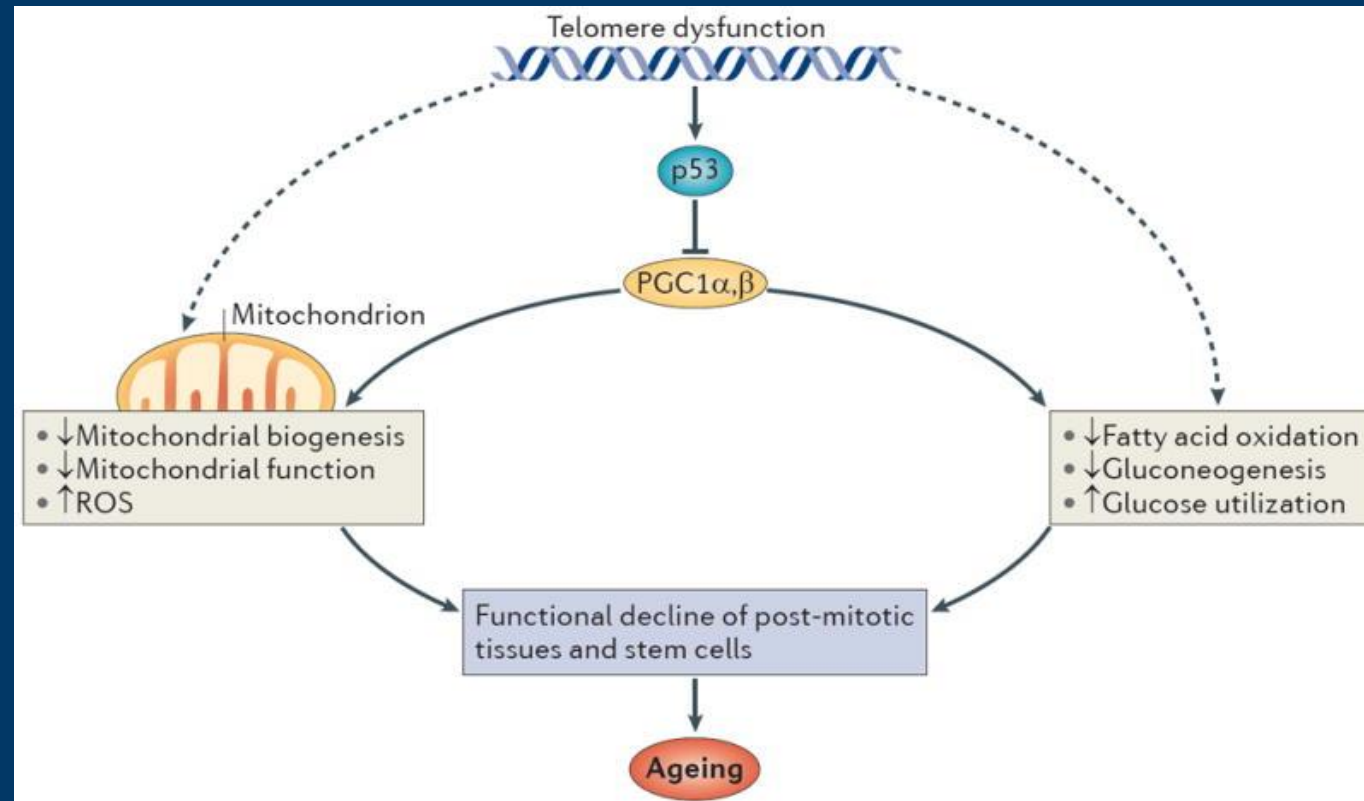 Telomere dysfunction
p53
PGC1α,β
Mitochondrion
• ↓Mitochondrial biogenesis
• ↓Mitochondrial function
• ↑ROS
• ↓Fatty acid oxidation
• ↓Gluconeogenesis
• ↑Glucose utilization
Functional decline of post-mitotic
tissues and stem cells
Ageing